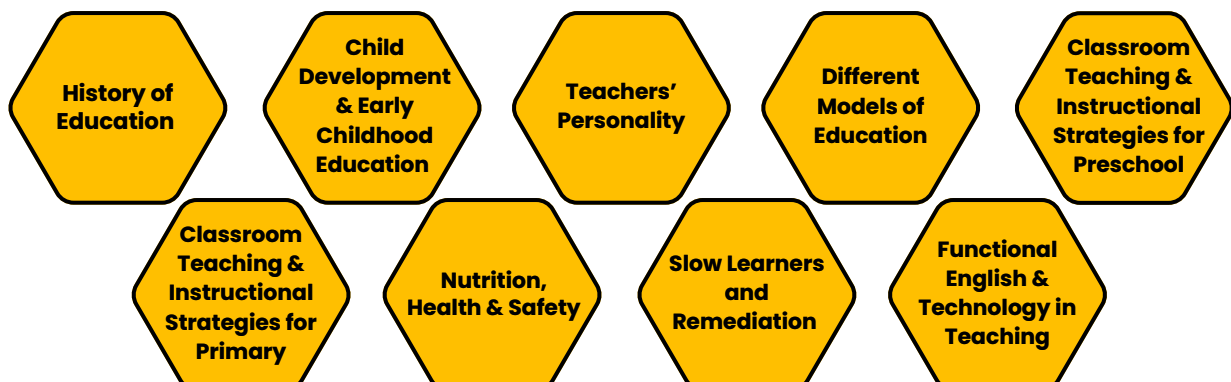 History of
Education
Child
Development
& Early
Childhood
Education
Teachers’
Personality
Different
Models of
Education
Classroom
Teaching &
Instructional
Strategies for
Preschool
Classroom
Teaching &
Instructional
Strategies for
Primary
Nutrition,
Health & Safety
Slow Learners
and
Remediation
Functional
English &
Technology in
Teaching